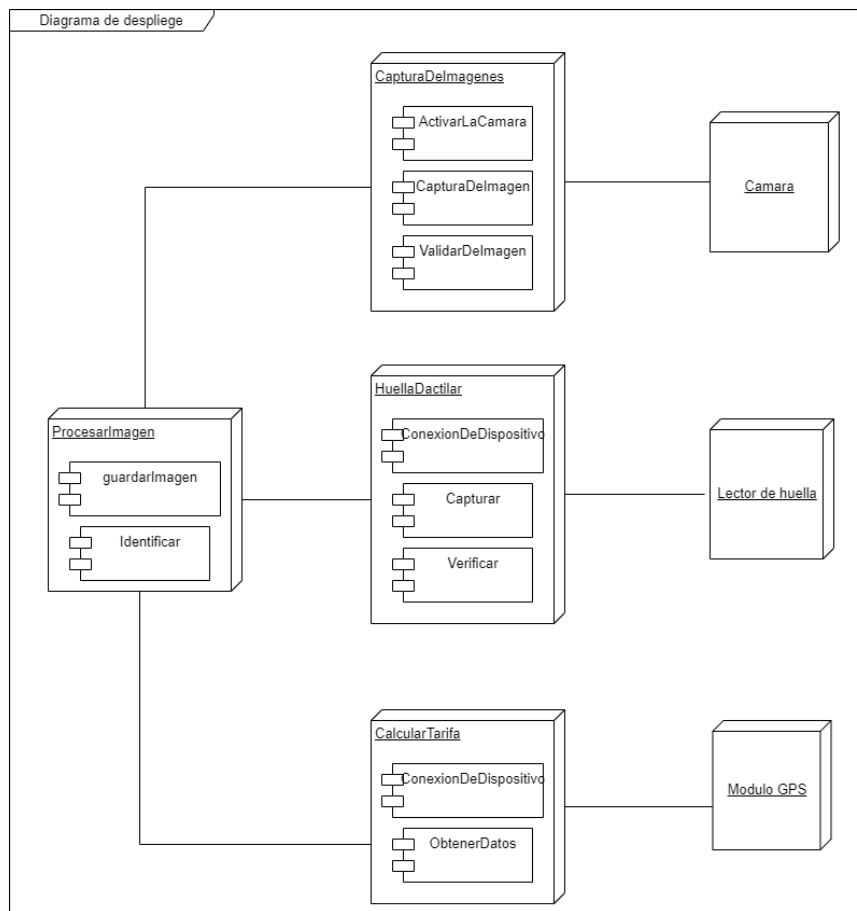 Diagrama de despliege
CapturaDeImagenes
ActivarLaCamara
CapturaDeImagen
ValidarDeImagen
Camara
HuellaDactilar
ConexionDeDispositivo
Capturar
Verificar
Lector de huella
ProcesarImagen
guardarImagen
Identificar
CalcularTarifa
ConexionDeDispositivo
ObtenerDatos
Modulo GPS